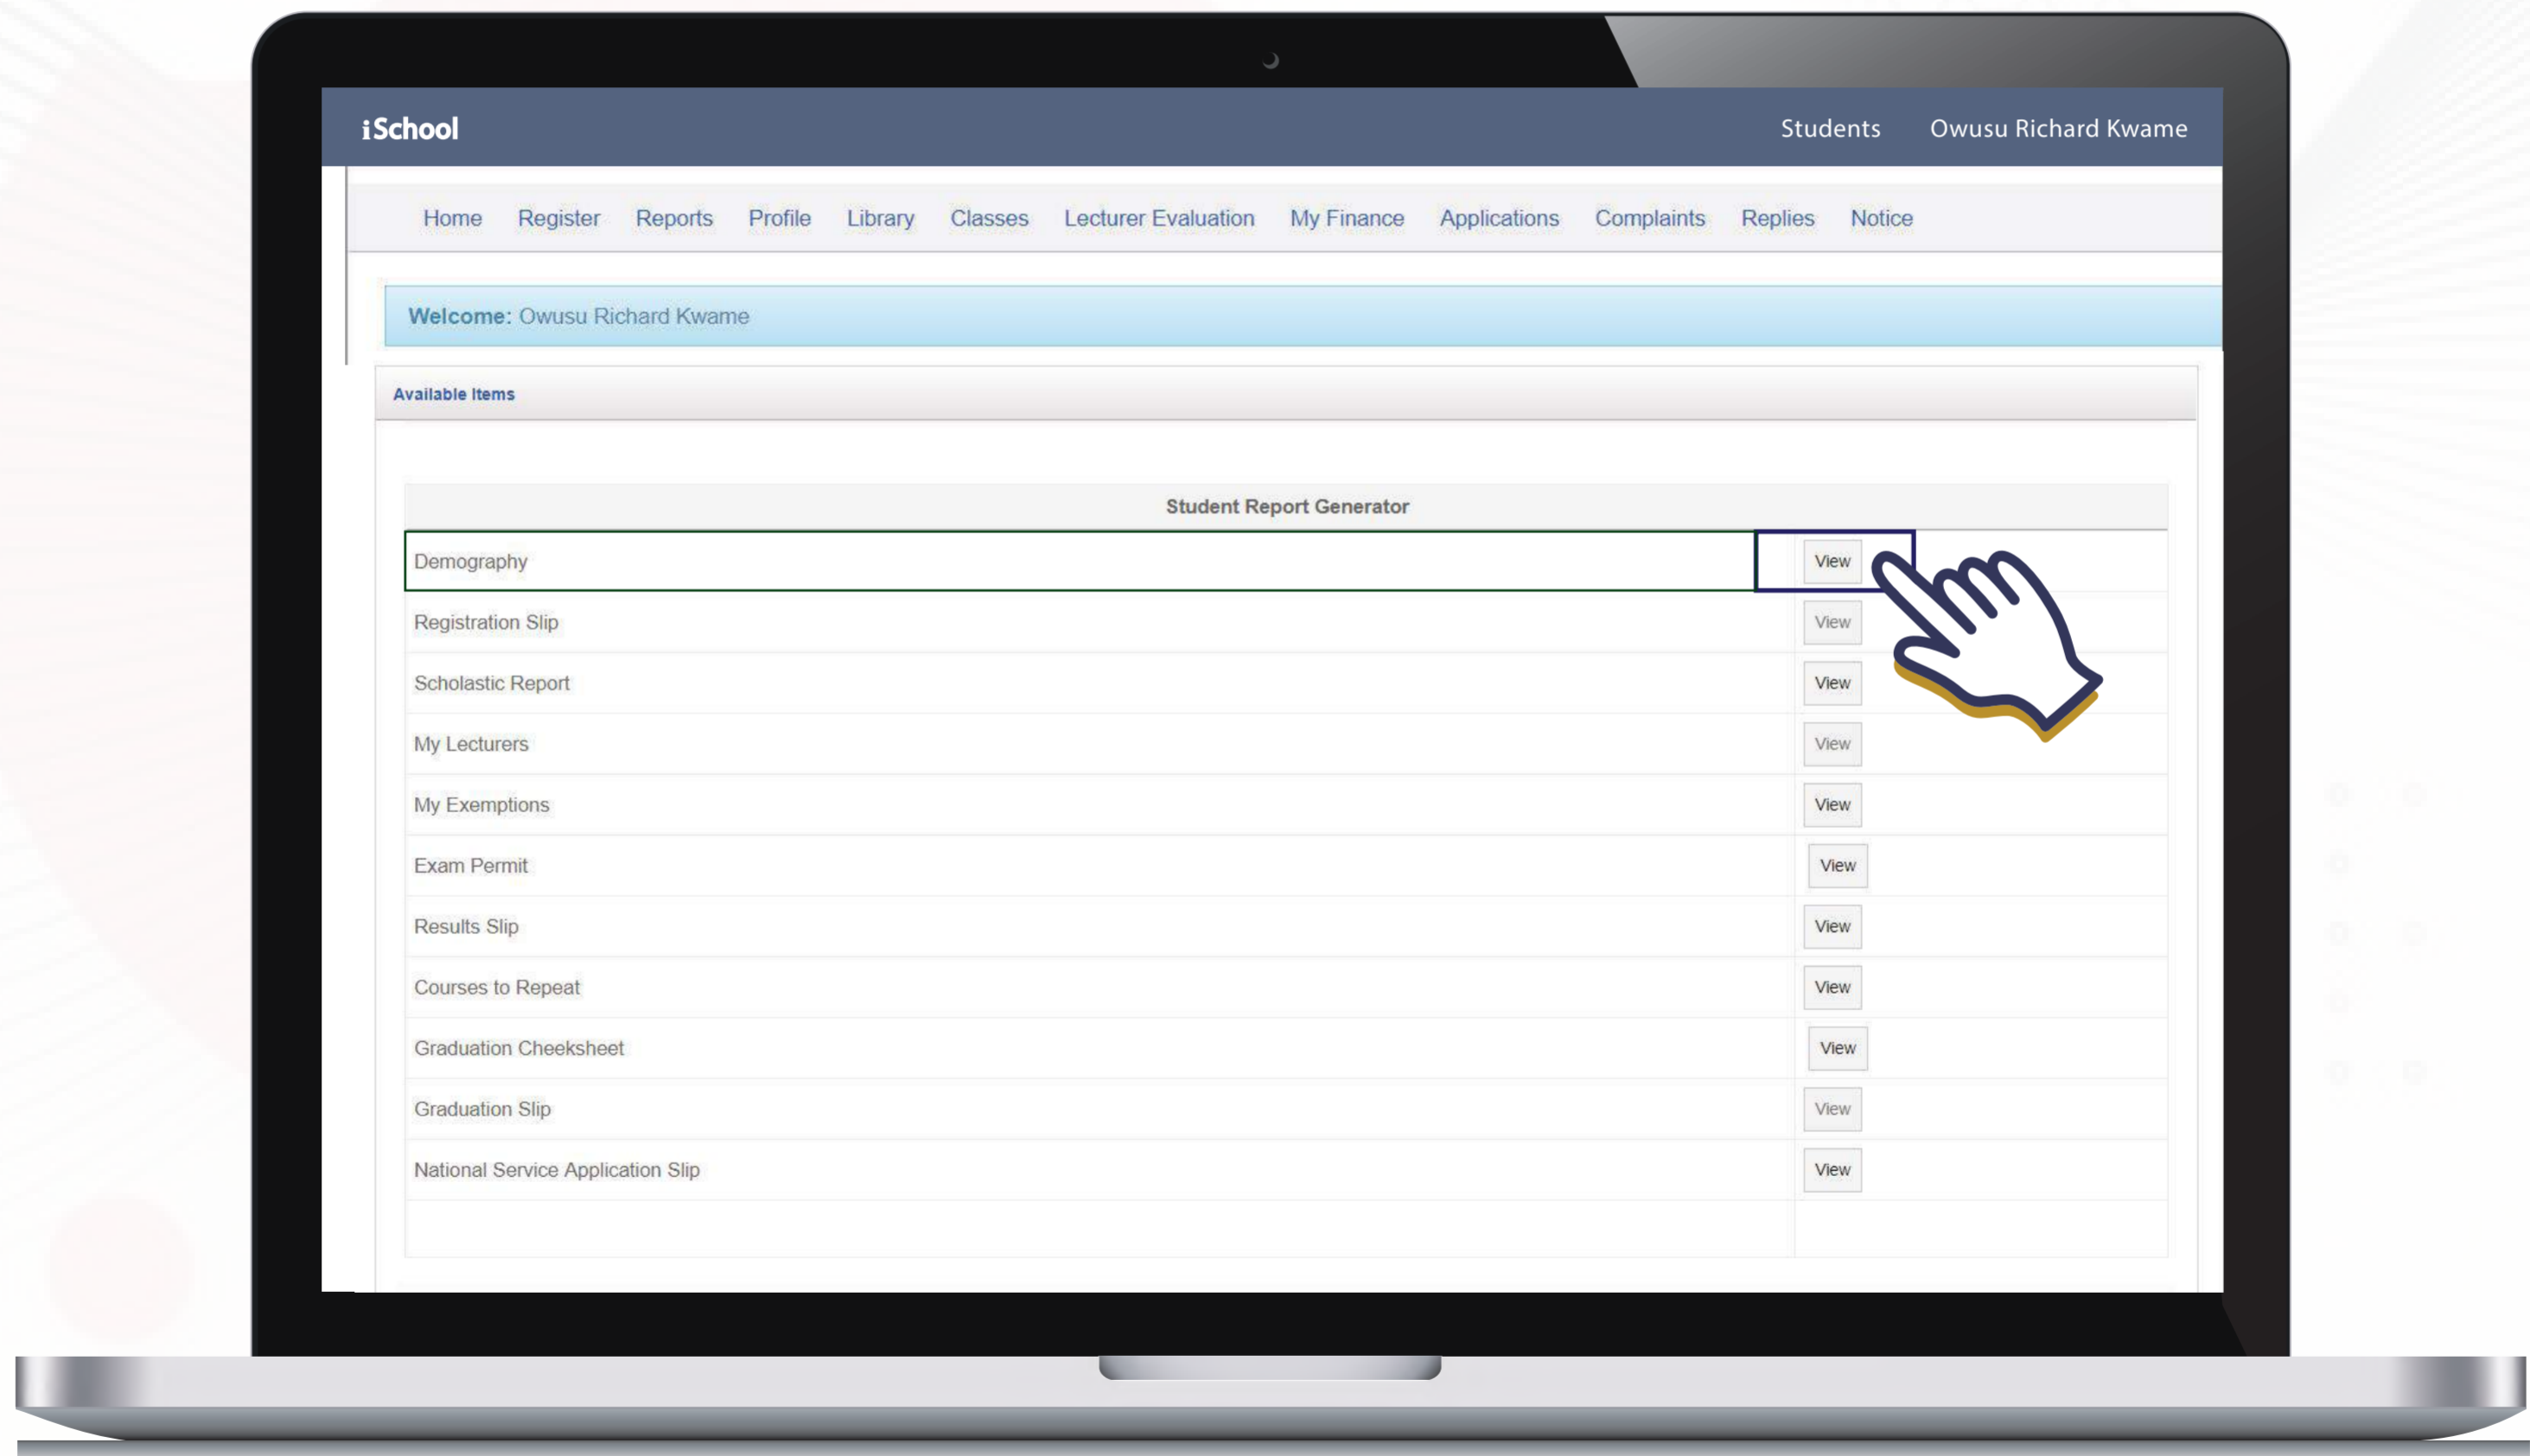 iSchool Students Owusu Richard Kwame
Home Register Reports Profile Library Classes Lecturer Evaluation My Finance Applications Complaints Replies Notice
Welcome: Owusu Richard Kwame
Available Items
Student Report Generator
Demography View
Registration Slip View
Scholastic Report View
My Lecturers View
My Exemptions View
Exam Permit View
Results Slip View
Courses to Repeat View
Graduation Cheeksheet View
Graduation Slip View
National Service Application Slip View